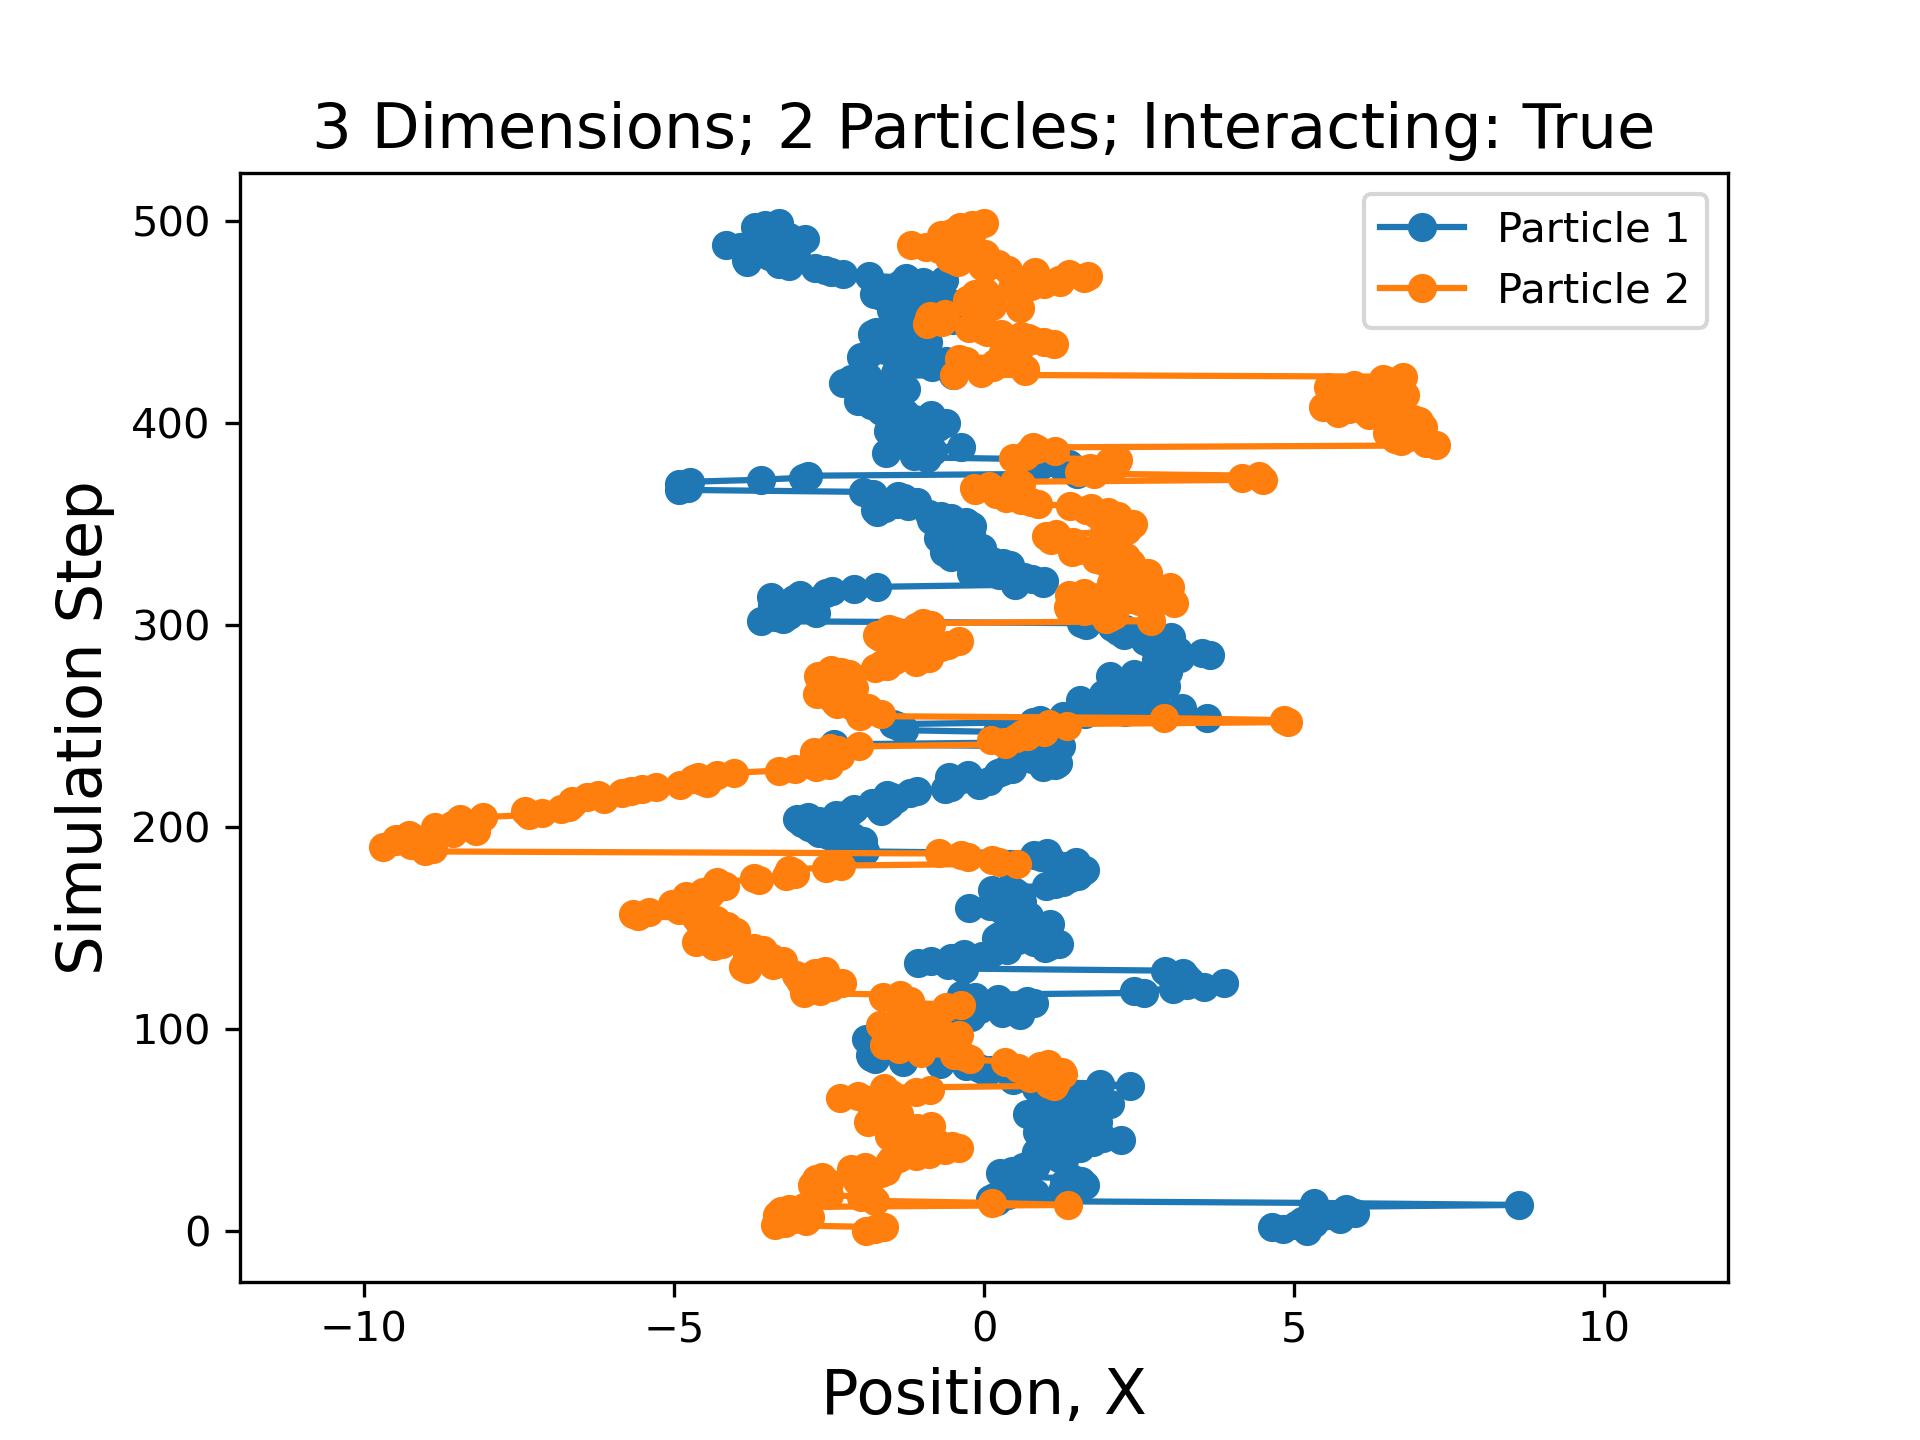 3 Dimensions; 2 Particles; Interacting: True
Particle 1
Particle 2
500
400
300
200
100
0
Simulation Step
−10 −5 0 5 10
Position, X